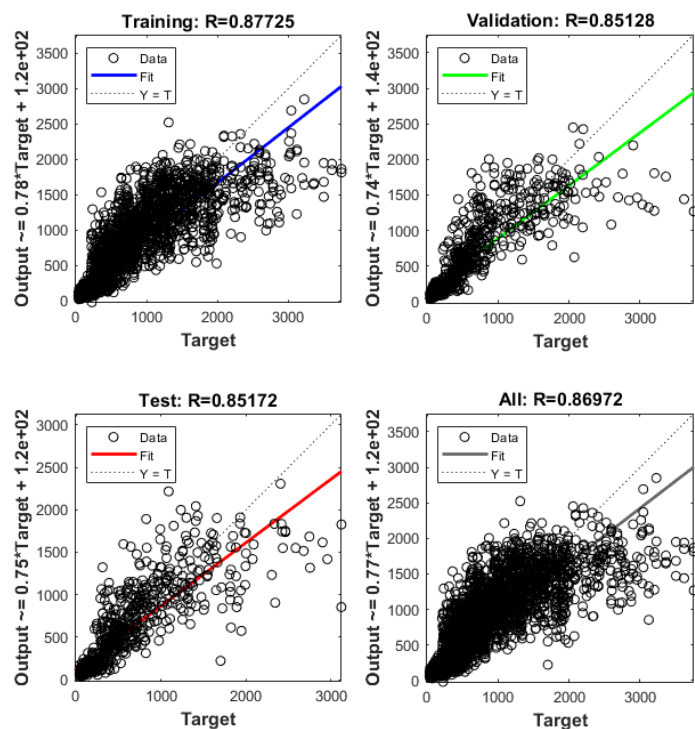 Training: R=0.87725
Output ~= 0.78*Target + 1.2e+02
3500
3000
2500
2000
1500
1000
500
0
Data
Fit
Y = T
0
1000
2000
3000
Target
Validation: R=0.85128
Output ~= 0.74*Target + 1.4e+02
3500
3000
2500
2000
1500
1000
500
0
Data
Fit
Y = T
0
1000
2000
3000
Target
Test: R=0.85172
Output ~= 0.75*Target + 1.2e+02
3000
2500
2000
1500
1000
500
0
Data
Fit
Y = T
0
500
1000
1500
2000
2500
3000
Target
All: R=0.86972
Output ~= 0.77*Target + 1.2e+02
3500
3000
2500
2000
1500
1000
500
0
Data
Fit
Y = T
0
1000
2000
3000
Target